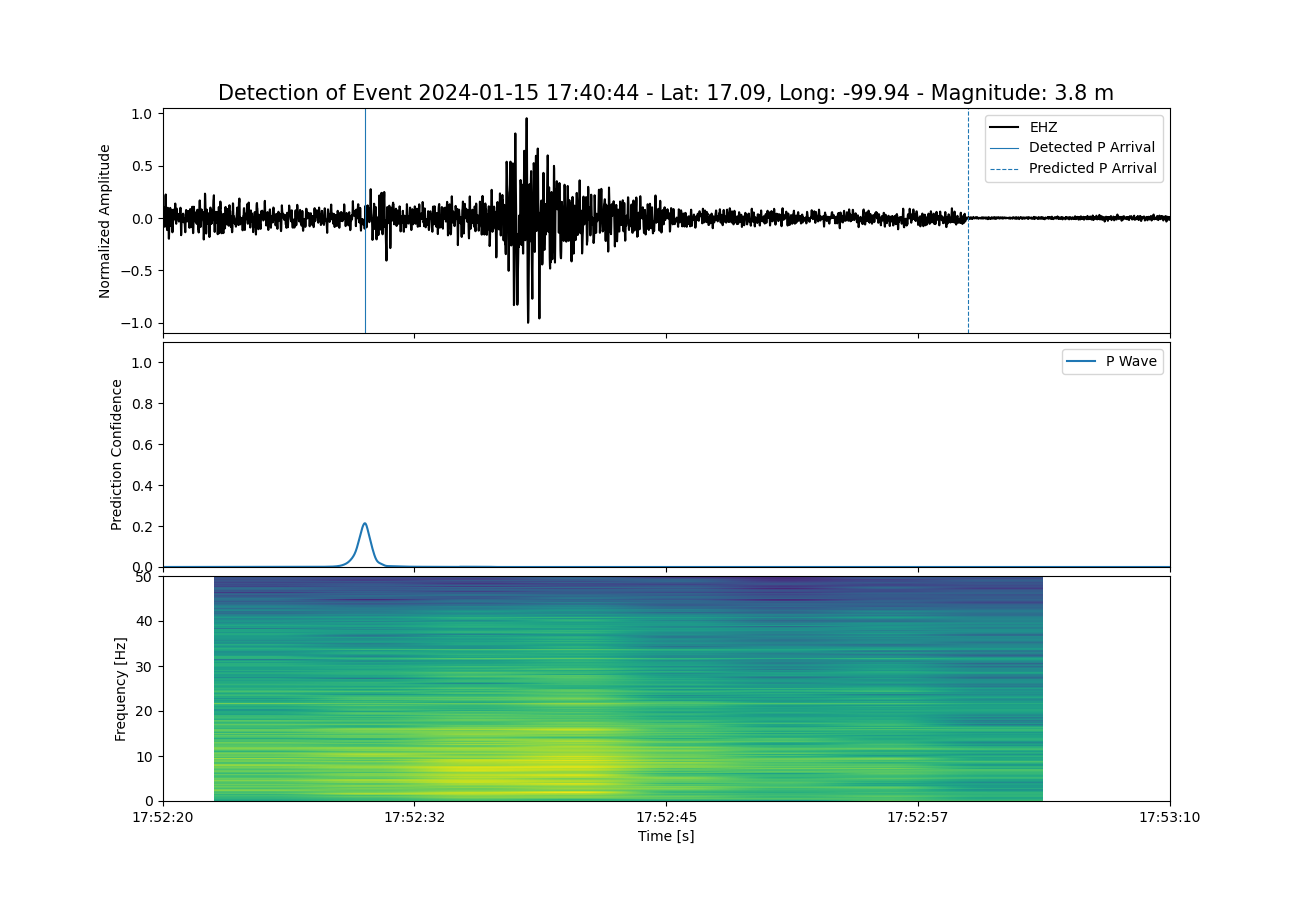 Detection of Event 2024-01-15 17:40:44 - Lat: 17.09, Long: -99.94 - Magnitude: 3.8 m
1.0
0.5
0.0
−0.5
−1.0
Normalized Amplitude
EHZ
Detected P Arrival
Predicted P Arrival
1.0
0.8
0.6
0.4
0.2
0.0
Prediction Confidence
P Wave
50
40
30
20
10
0
Frequency [Hz]
17:52:20 17:52:32 17:52:45 17:52:57 17:53:10
Time [s]